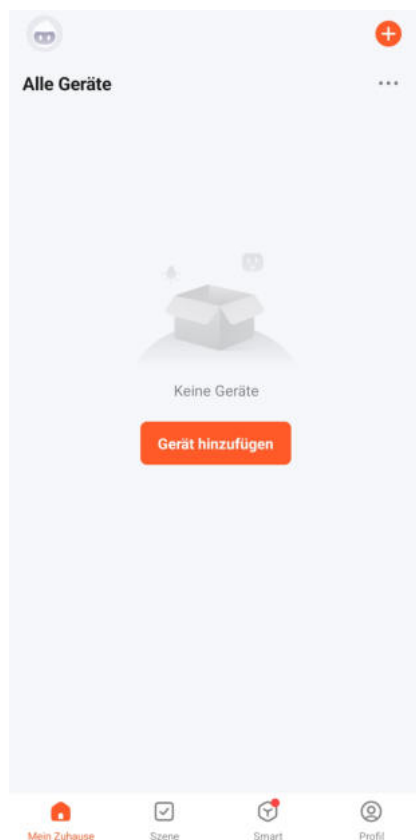 Alle Geräte
Keine Geräte
Gerät hinzufügen
Mein Zuhause
Szene
Smart
Profil